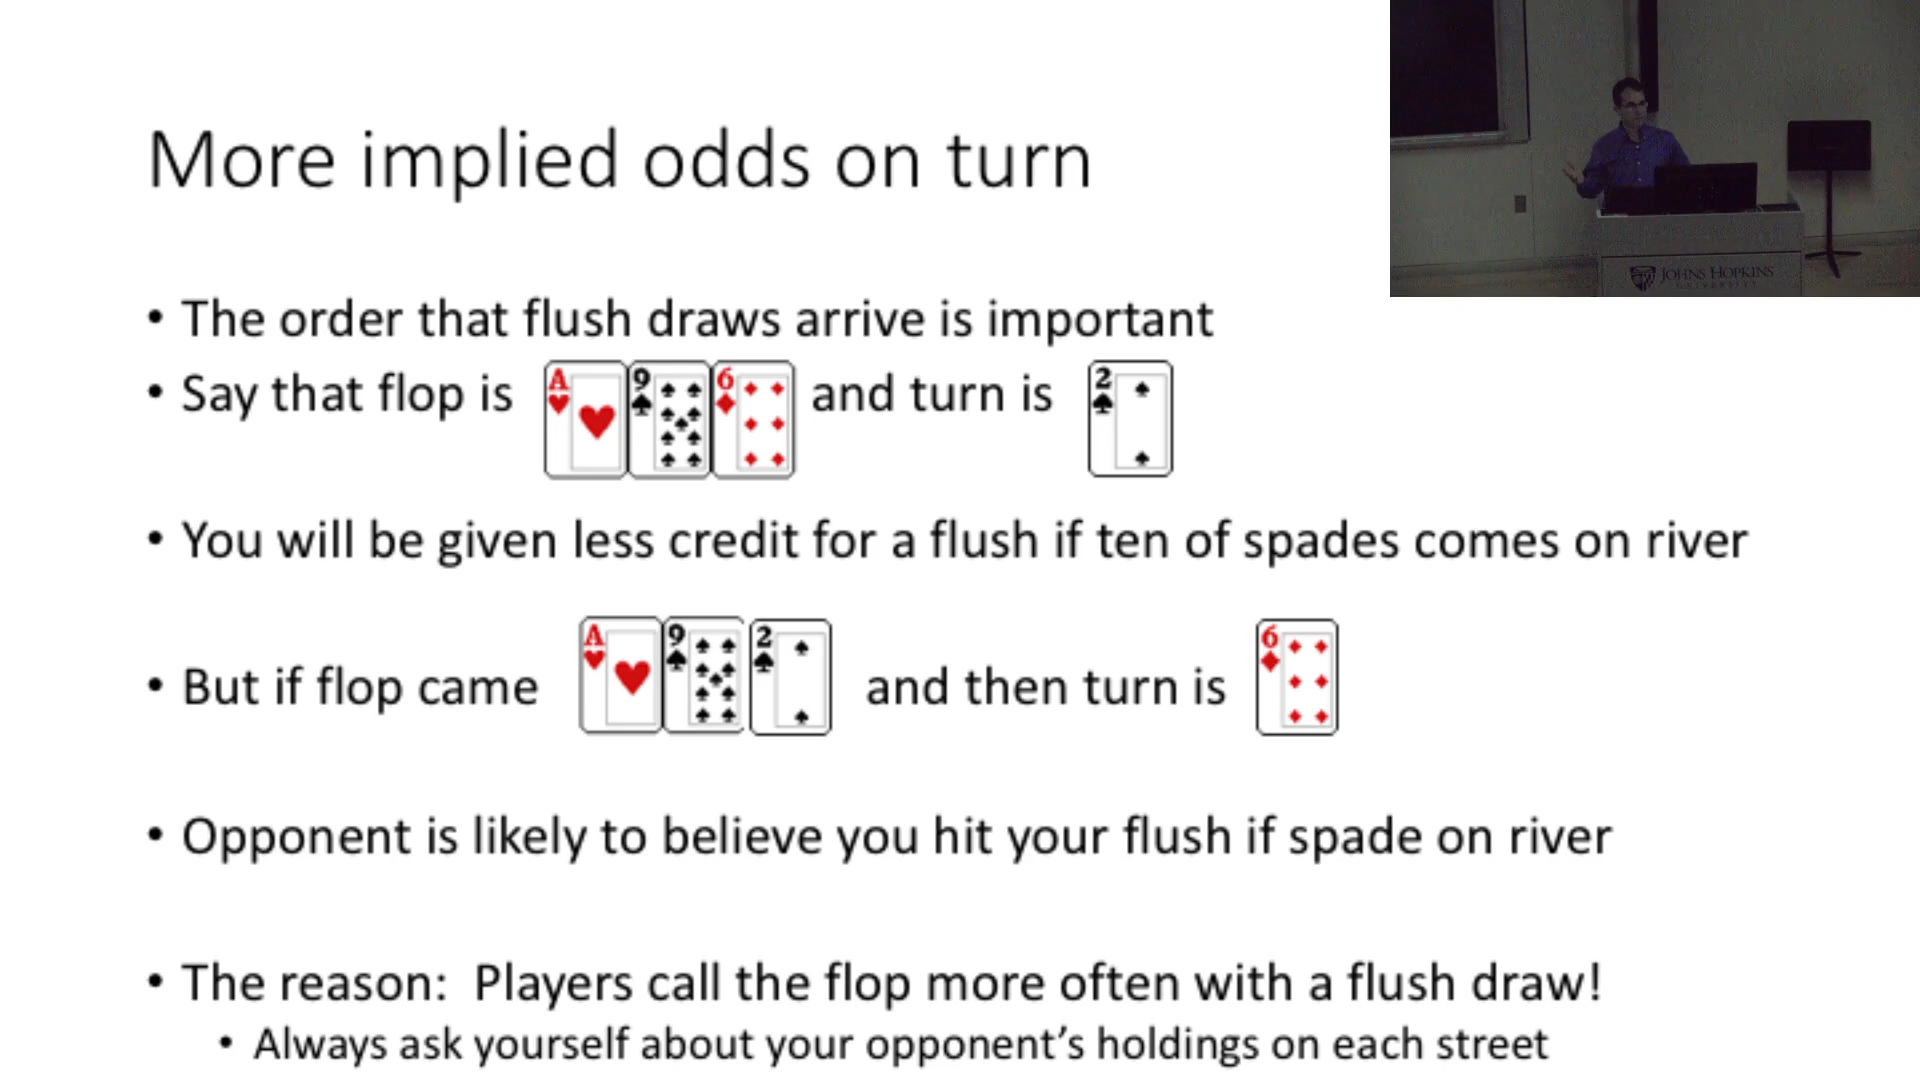 More implied odds on turn
• The order that flush draws arrive is important
• Say that flop is A 9 6 and turn is 2
• You will be given less credit for a flush if ten of spades comes on river
• But if flop came A 9 2 and then turn is 6
• Opponent is likely to believe you hit your flush if spade on river
• The reason: Players call the flop more often with a flush draw!
• Always ask yourself about your opponent's holdings on each street
JOHNS HOPKINS
UNIVERSITY